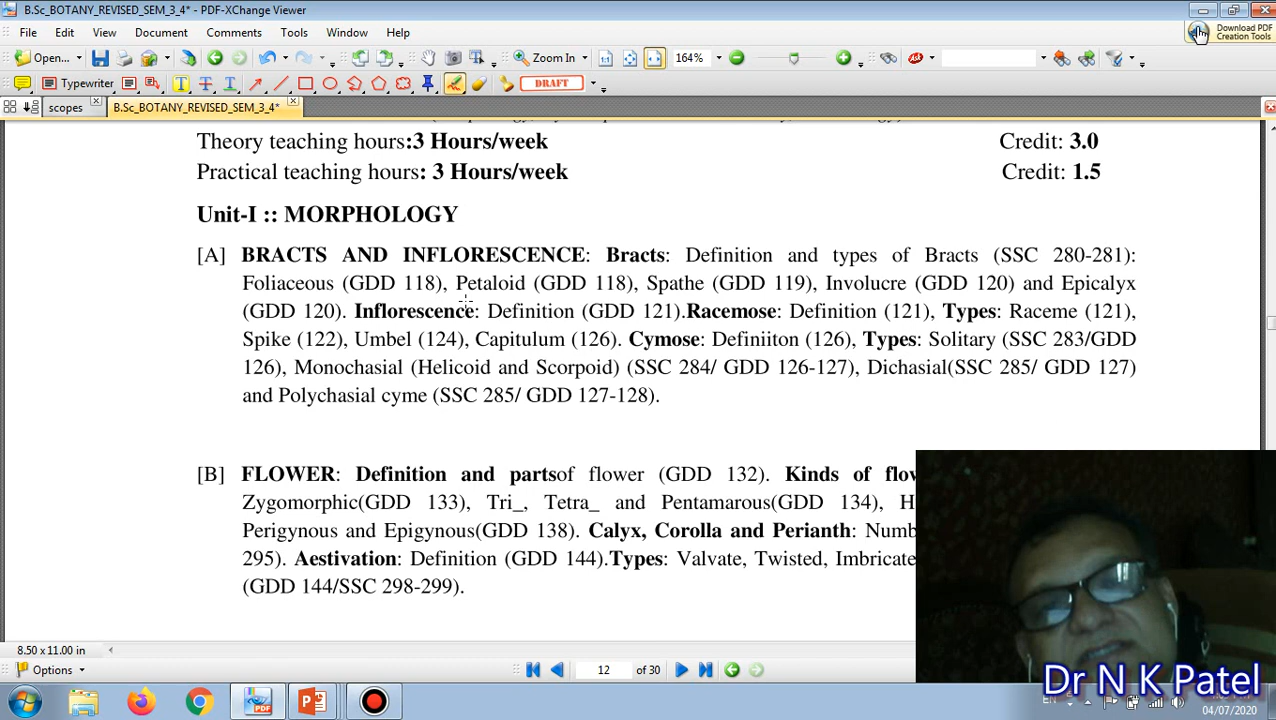 B.Sc_BOTANY_REVISED_SEM_3_4* - PDF-XChange Viewer
File Edit View Document Comments Tools Window Help
Download PDF Creation Tools
Open... Zoom In 164%
Typewriter DRAFT
scopes B.Sc_BOTANY_REVISED_SEM_3_4*
Theory teaching hours:3 Hours/week Credit: 3.0
Practical teaching hours: 3 Hours/week Credit: 1.5
Unit-I :: MORPHOLOGY
[A] BRACTS AND INFLORESCENCE: Bracts: Definition and types of Bracts (SSC 280-281):
Foliaceous (GDD 118), Petaloid (GDD 118), Spathe (GDD 119), Involucre (GDD 120) and Epicalyx
(GDD 120). Inflorescence: Definition (GDD 121).Racemose: Definition (121), Types: Raceme (121),
Spike (122), Umbel (124), Capitulum (126). Cymose: Definiiton (126), Types: Solitary (SSC 283/GDD
126), Monochasial (Helicoid and Scorpoid) (SSC 284/ GDD 126-127), Dichasial(SSC 285/ GDD 127)
and Polychasial cyme (SSC 285/ GDD 127-128).
[B] FLOWER: Definition and partsof flower (GDD 132). Kinds of flow
Zygomorphic(GDD 133), Tri_, Tetra_ and Pentamarous(GDD 134), H
Perigynous and Epigynous(GDD 138). Calyx, Corolla and Perianth: Numb
295). Aestivation: Definition (GDD 144).Types: Valvate, Twisted, Imbricate
(GDD 144/SSC 298-299).
8.50 x 11.00 in
Options 12 of 30
Dr N K Patel
EN
04/07/2020